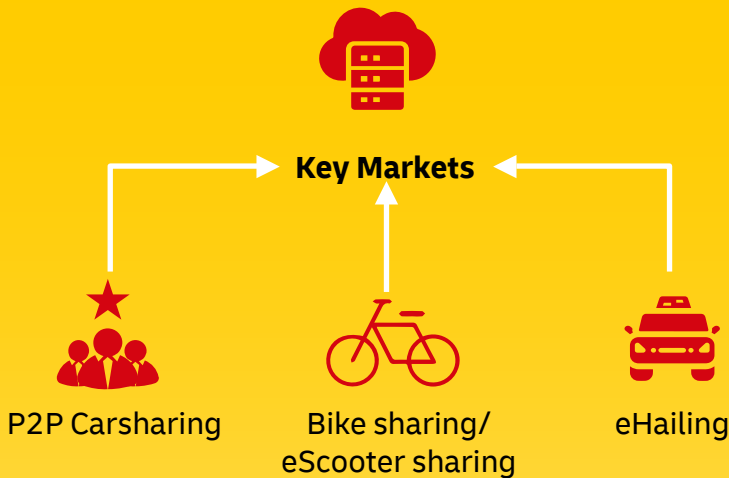 Key Markets
P2P Carsharing
Bike sharing/
eScooter sharing
eHailing